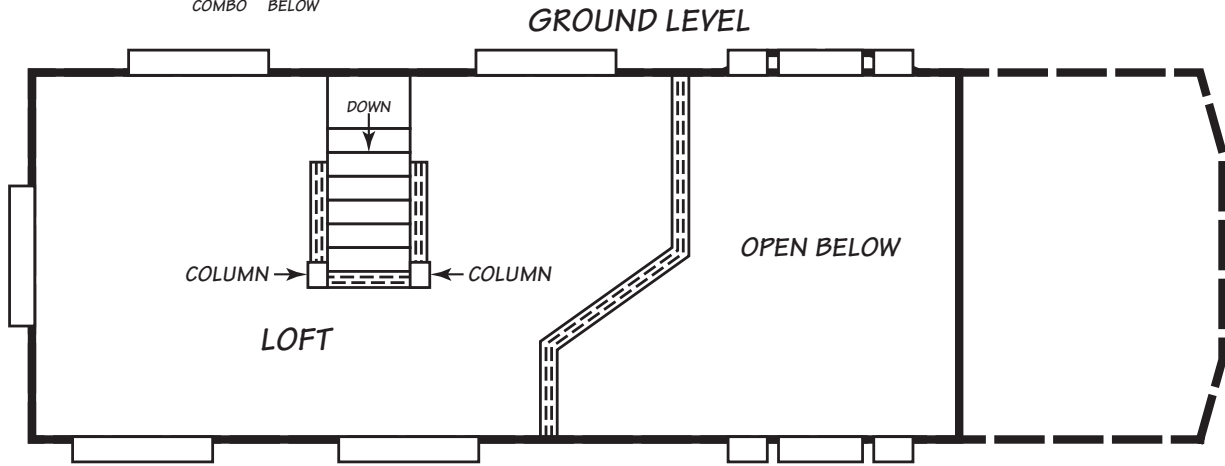 COMBO BELOW
GROUND LEVEL
DOWN
OPEN BELOW
COLUMN
COLUMN
LOFT